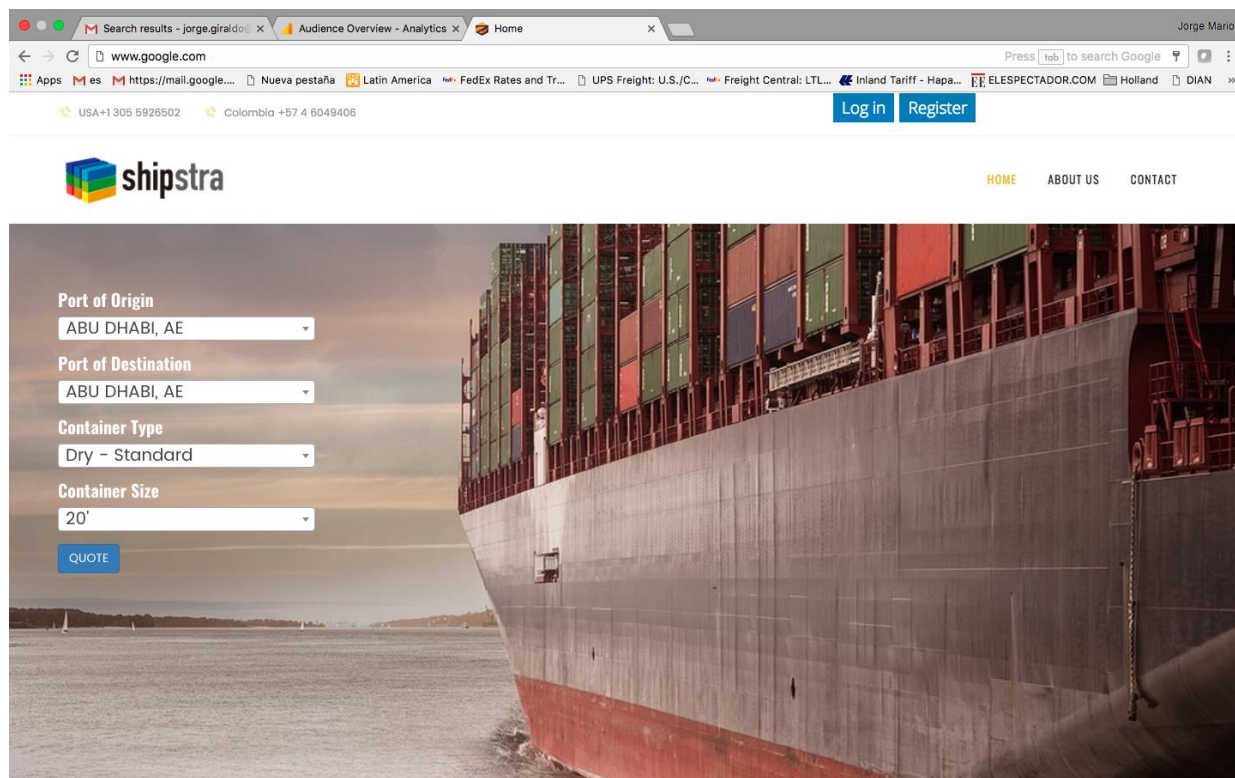 Search results - jorge.giraldo@ Audience Overview - Analytics Home Jorge Mario
www.google.com Press tab to search Google
Apps es https://mail.google.... Nueva pestaña Latin America FedEx Rates and Tr... UPS Freight: U.S./C... Freight Central: LTL... Inland Tariff - Hapa... EE ELESPECTADOR.COM Holland DIAN »
USA+1 305 5926502 Colombia +57 4 6049406 Log in Register
shipstra HOME ABOUT US CONTACT
Port of Origin
ABU DHABI, AE
Port of Destination
ABU DHABI, AE
Container Type
Dry - Standard
Container Size
20'
QUOTE